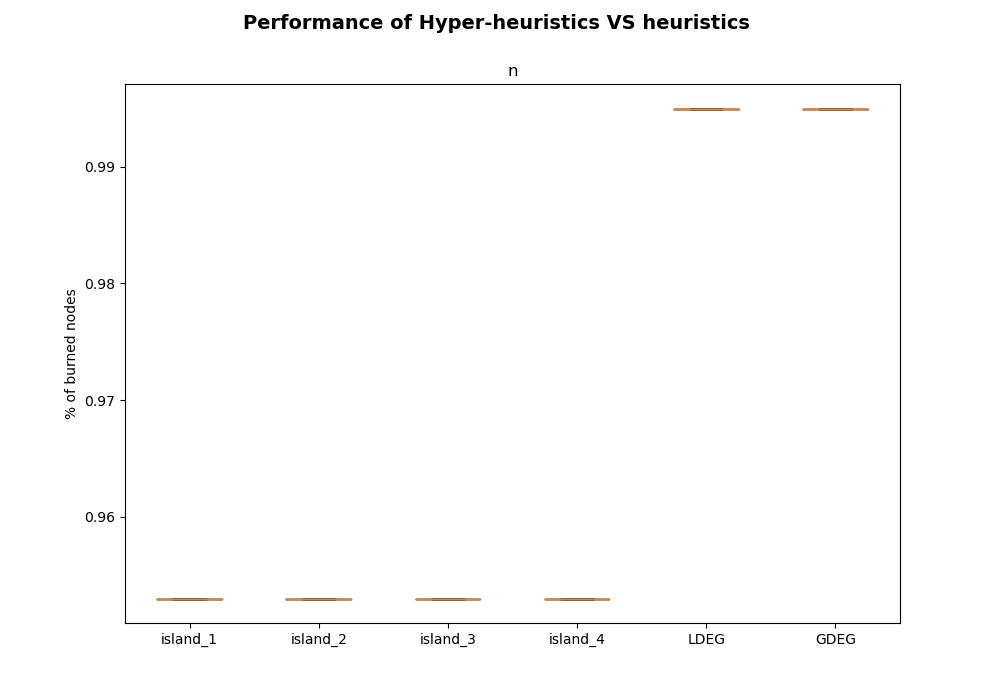 Performance of Hyper-heuristics VS heuristics
n
% of burned nodes
0.99
0.98
0.97
0.96
island_1
island_2
island_3
island_4
LDEG
GDEG